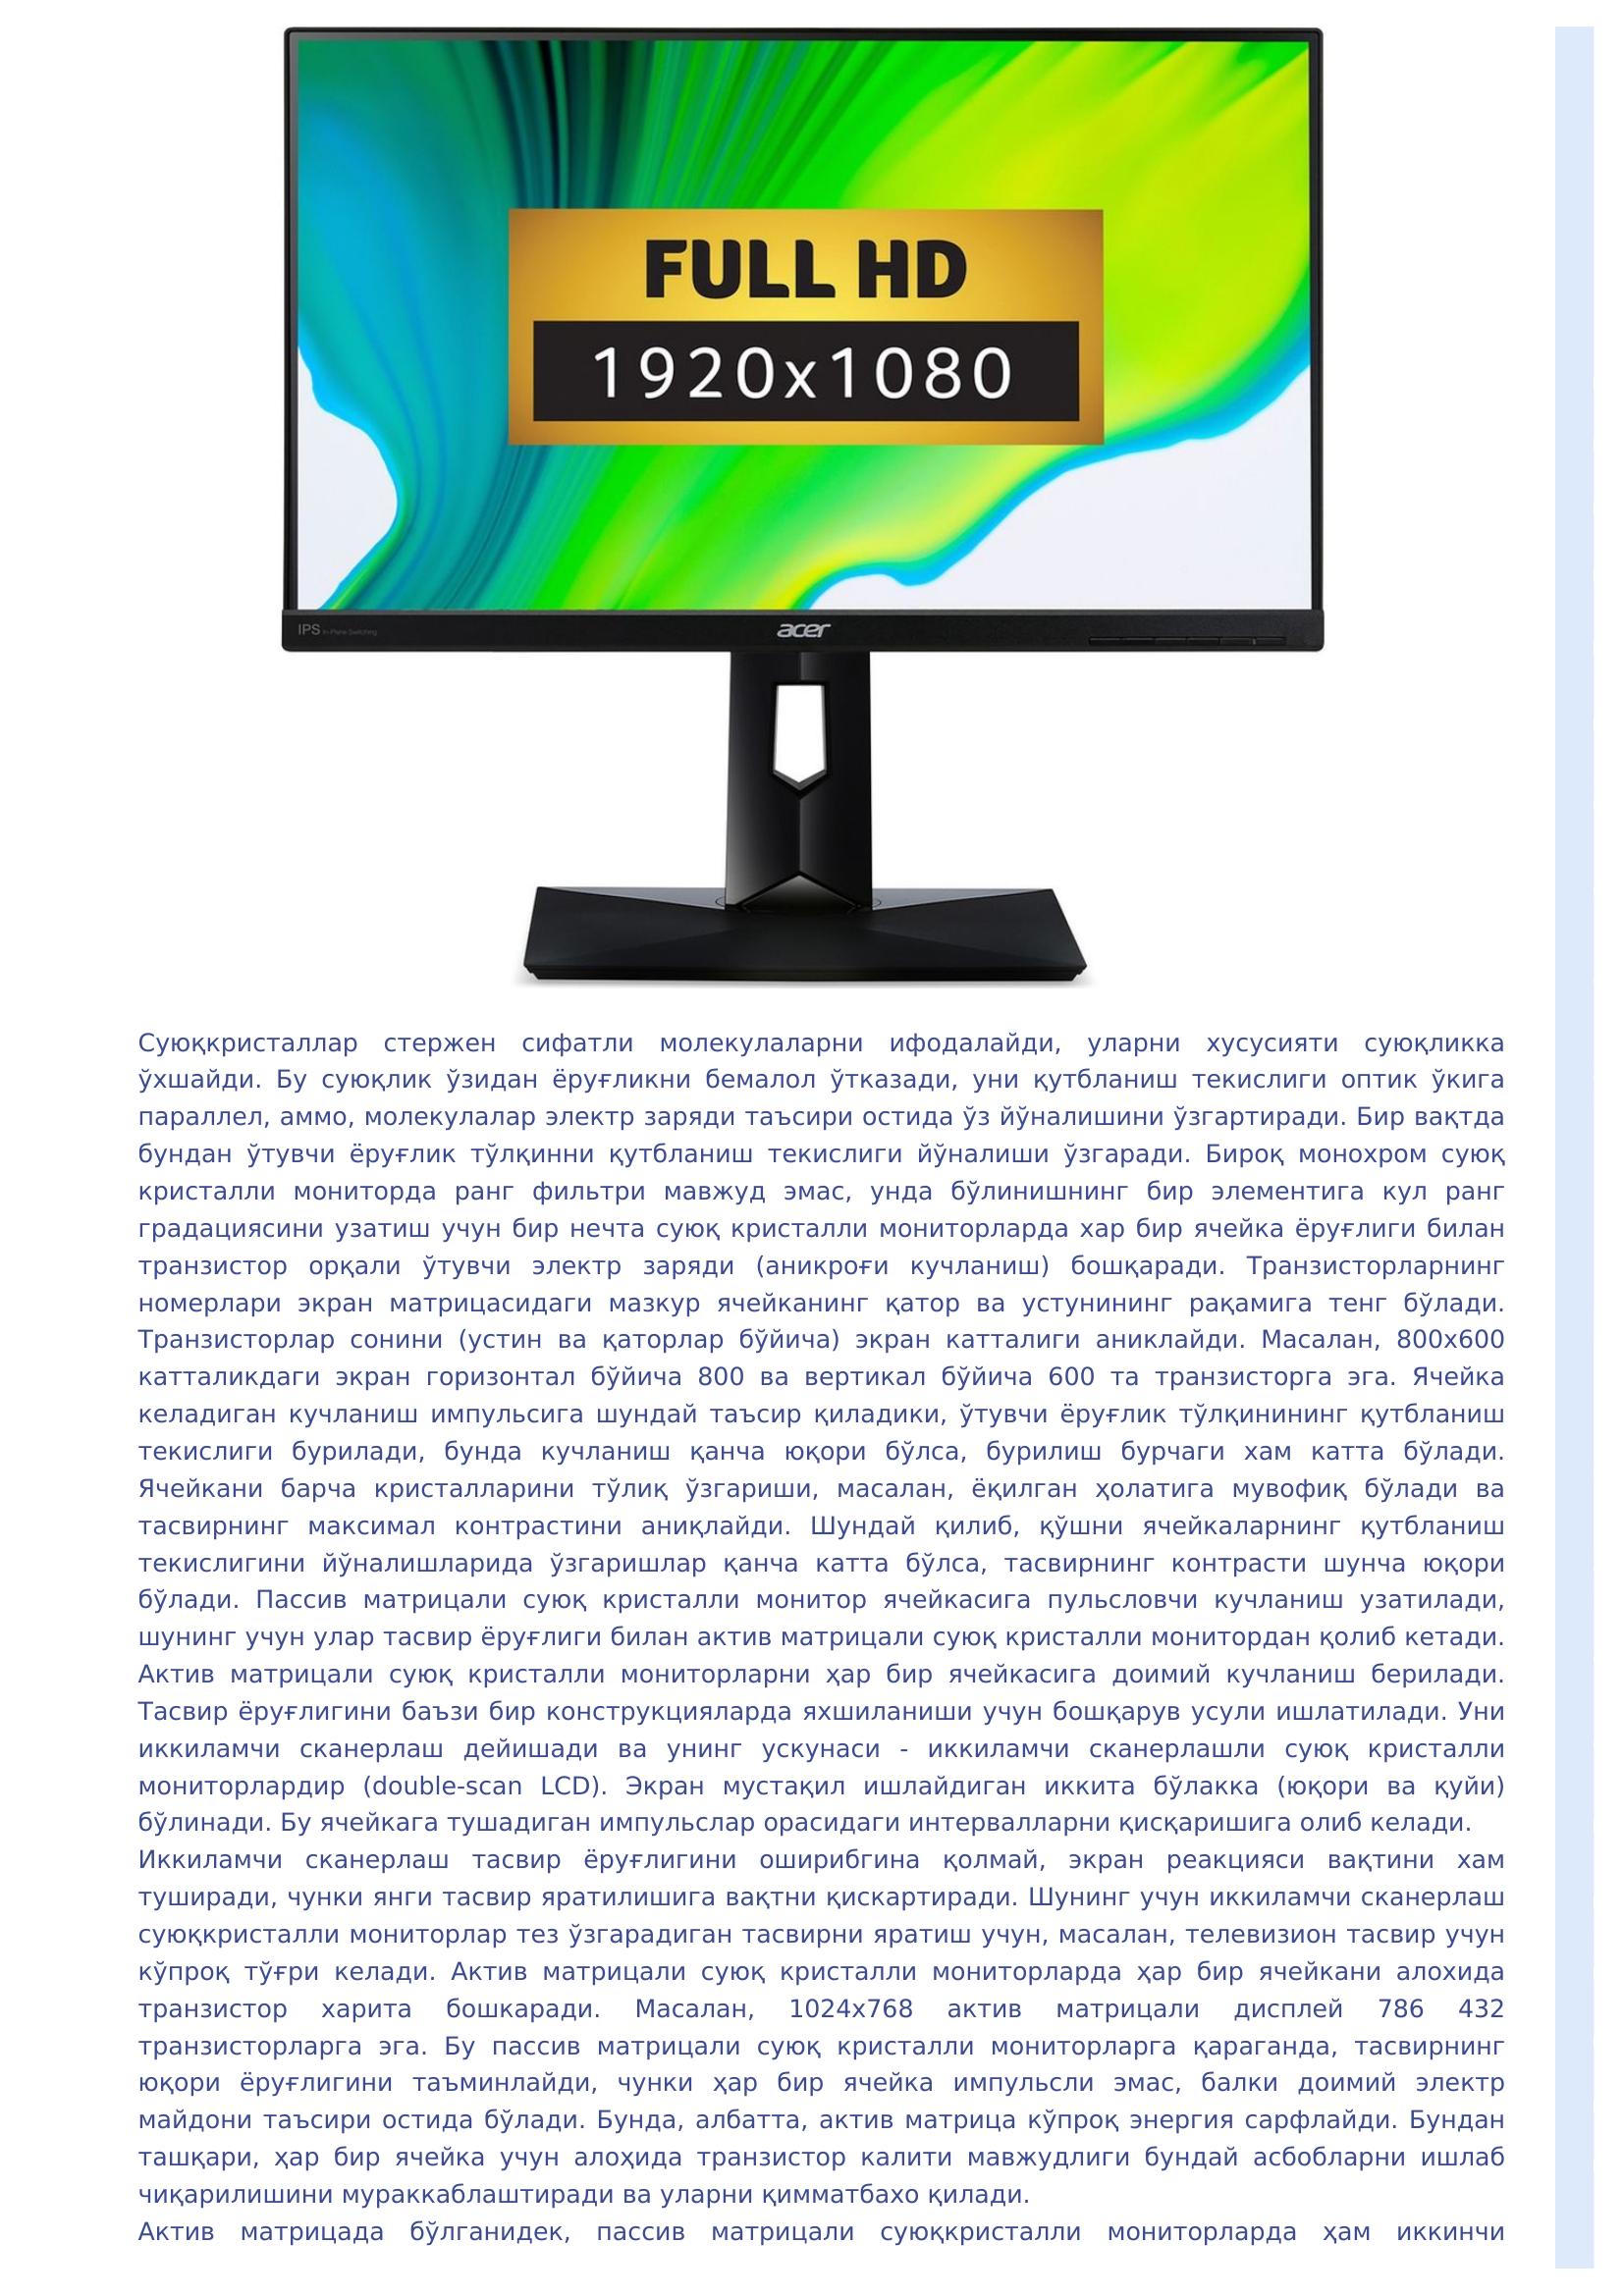 FULL HD
1920x1080
IPS In-Plane Switching
acer
Суюққристаллар стержен сифатли молекулаларни ифодалайди, уларни хусусияти суюқликка
ўхшайди. Бу суюқлик ўзидан ёруғликни бемалол ўтказади, уни қутбланиш текислиги оптик ўкига
параллел, аммо, молекулалар электр заряди таъсири остида ўз йўналишини ўзгартиради. Бир вақтда
бундан ўтувчи ёруғлик тўлқинни қутбланиш текислиги йўналиши ўзгаради. Бироқ монохром суюқ
кристалли мониторда ранг фильтри мавжуд эмас, унда бўлинишнинг бир элементига кул ранг
градациясини узатиш учун бир нечта суюқ кристалли мониторларда хар бир ячейка ёруғлиги билан
транзистор орқали ўтувчи электр заряди (аникроғи кучланиш) бошқаради. Транзисторларнинг
номерлари экран матрицасидаги мазкур ячейканинг қатор ва устунининг рақамига тенг бўлади.
Транзисторлар сонини (устин ва қаторлар бўйича) экран катталиги аниклайди. Масалан, 800x600
катталикдаги экран горизонтал бўйича 800 ва вертикал бўйича 600 та транзисторга эга. Ячейка
келадиган кучланиш импульсига шундай таъсир қиладики, ўтувчи ёруғлик тўлқинининг қутбланиш
текислиги бурилади, бунда кучланиш қанча юқори бўлса, бурилиш бурчаги хам катта бўлади.
Ячейкани барча кристалларини тўлиқ ўзгариши, масалан, ёқилган ҳолатига мувофиқ бўлади ва
тасвирнинг максимал контрастини аниқлайди. Шундай қилиб, қўшни ячейкаларнинг қутбланиш
текислигини йўналишларида ўзгаришлар қанча катта бўлса, тасвирнинг контрасти шунча юқори
бўлади. Пассив матрицали суюқ кристалли монитор ячейкасига пульсловчи кучланиш узатилади,
шунинг учун улар тасвир ёруғлиги билан актив матрицали суюқ кристалли монитордан қолиб кетади.
Актив матрицали суюқ кристалли мониторларни ҳар бир ячейкасига доимий кучланиш берилади.
Тасвир ёруғлигини баъзи бир конструкцияларда яхшиланиши учун бошқарув усули ишлатилади. Уни
иккиламчи сканерлаш дейишади ва унинг ускунаси - иккиламчи сканерлашли суюқ кристалли
мониторлардир (double-scan LCD). Экран мустақил ишлайдиган иккита бўлакка (юқори ва қуйи)
бўлинади. Бу ячейкага тушадиган импульслар орасидаги интервалларни қисқаришига олиб келади.
Иккиламчи сканерлаш тасвир ёруғлигини оширибгина қолмай, экран реакцияси вақтини хам
туширади, чунки янги тасвир яратилишига вақтни қискартиради. Шунинг учун иккиламчи сканерлаш
суюққристалли мониторлар тез ўзгарадиган тасвирни яратиш учун, масалан, телевизион тасвир учун
кўпроқ тўғри келади. Актив матрицали суюқ кристалли мониторларда ҳар бир ячейкани алохида
транзистор харита бошкаради. Масалан, 1024x768 актив матрицали дисплей 786 432
транзисторларга эга. Бу пассив матрицали суюқ кристалли мониторларга қараганда, тасвирнинг
юқори ёруғлигини таъминлайди, чунки ҳар бир ячейка импульсли эмас, балки доимий электр
майдони таъсири остида бўлади. Бунда, албатта, актив матрица кўпроқ энергия сарфлайди. Бундан
ташқари, ҳар бир ячейка учун алоҳида транзистор калити мавжудлиги бундай асбобларни ишлаб
чиқарилишини мураккаблаштиради ва уларни қимматбахо қилади.
Актив матрицада бўлганидек, пассив матрицали суюққристалли мониторларда ҳам иккинчи